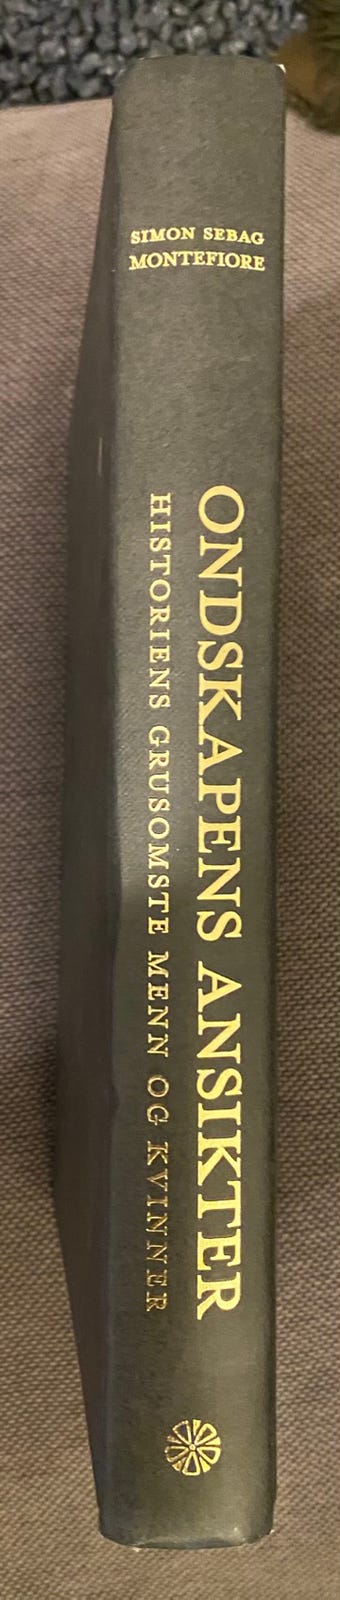 SIMON SEBAG
MONTEFIORE
ONDSKAPENS ANSIKTER
HISTORIENS GRUSOMSTE MENN OG KVINNER